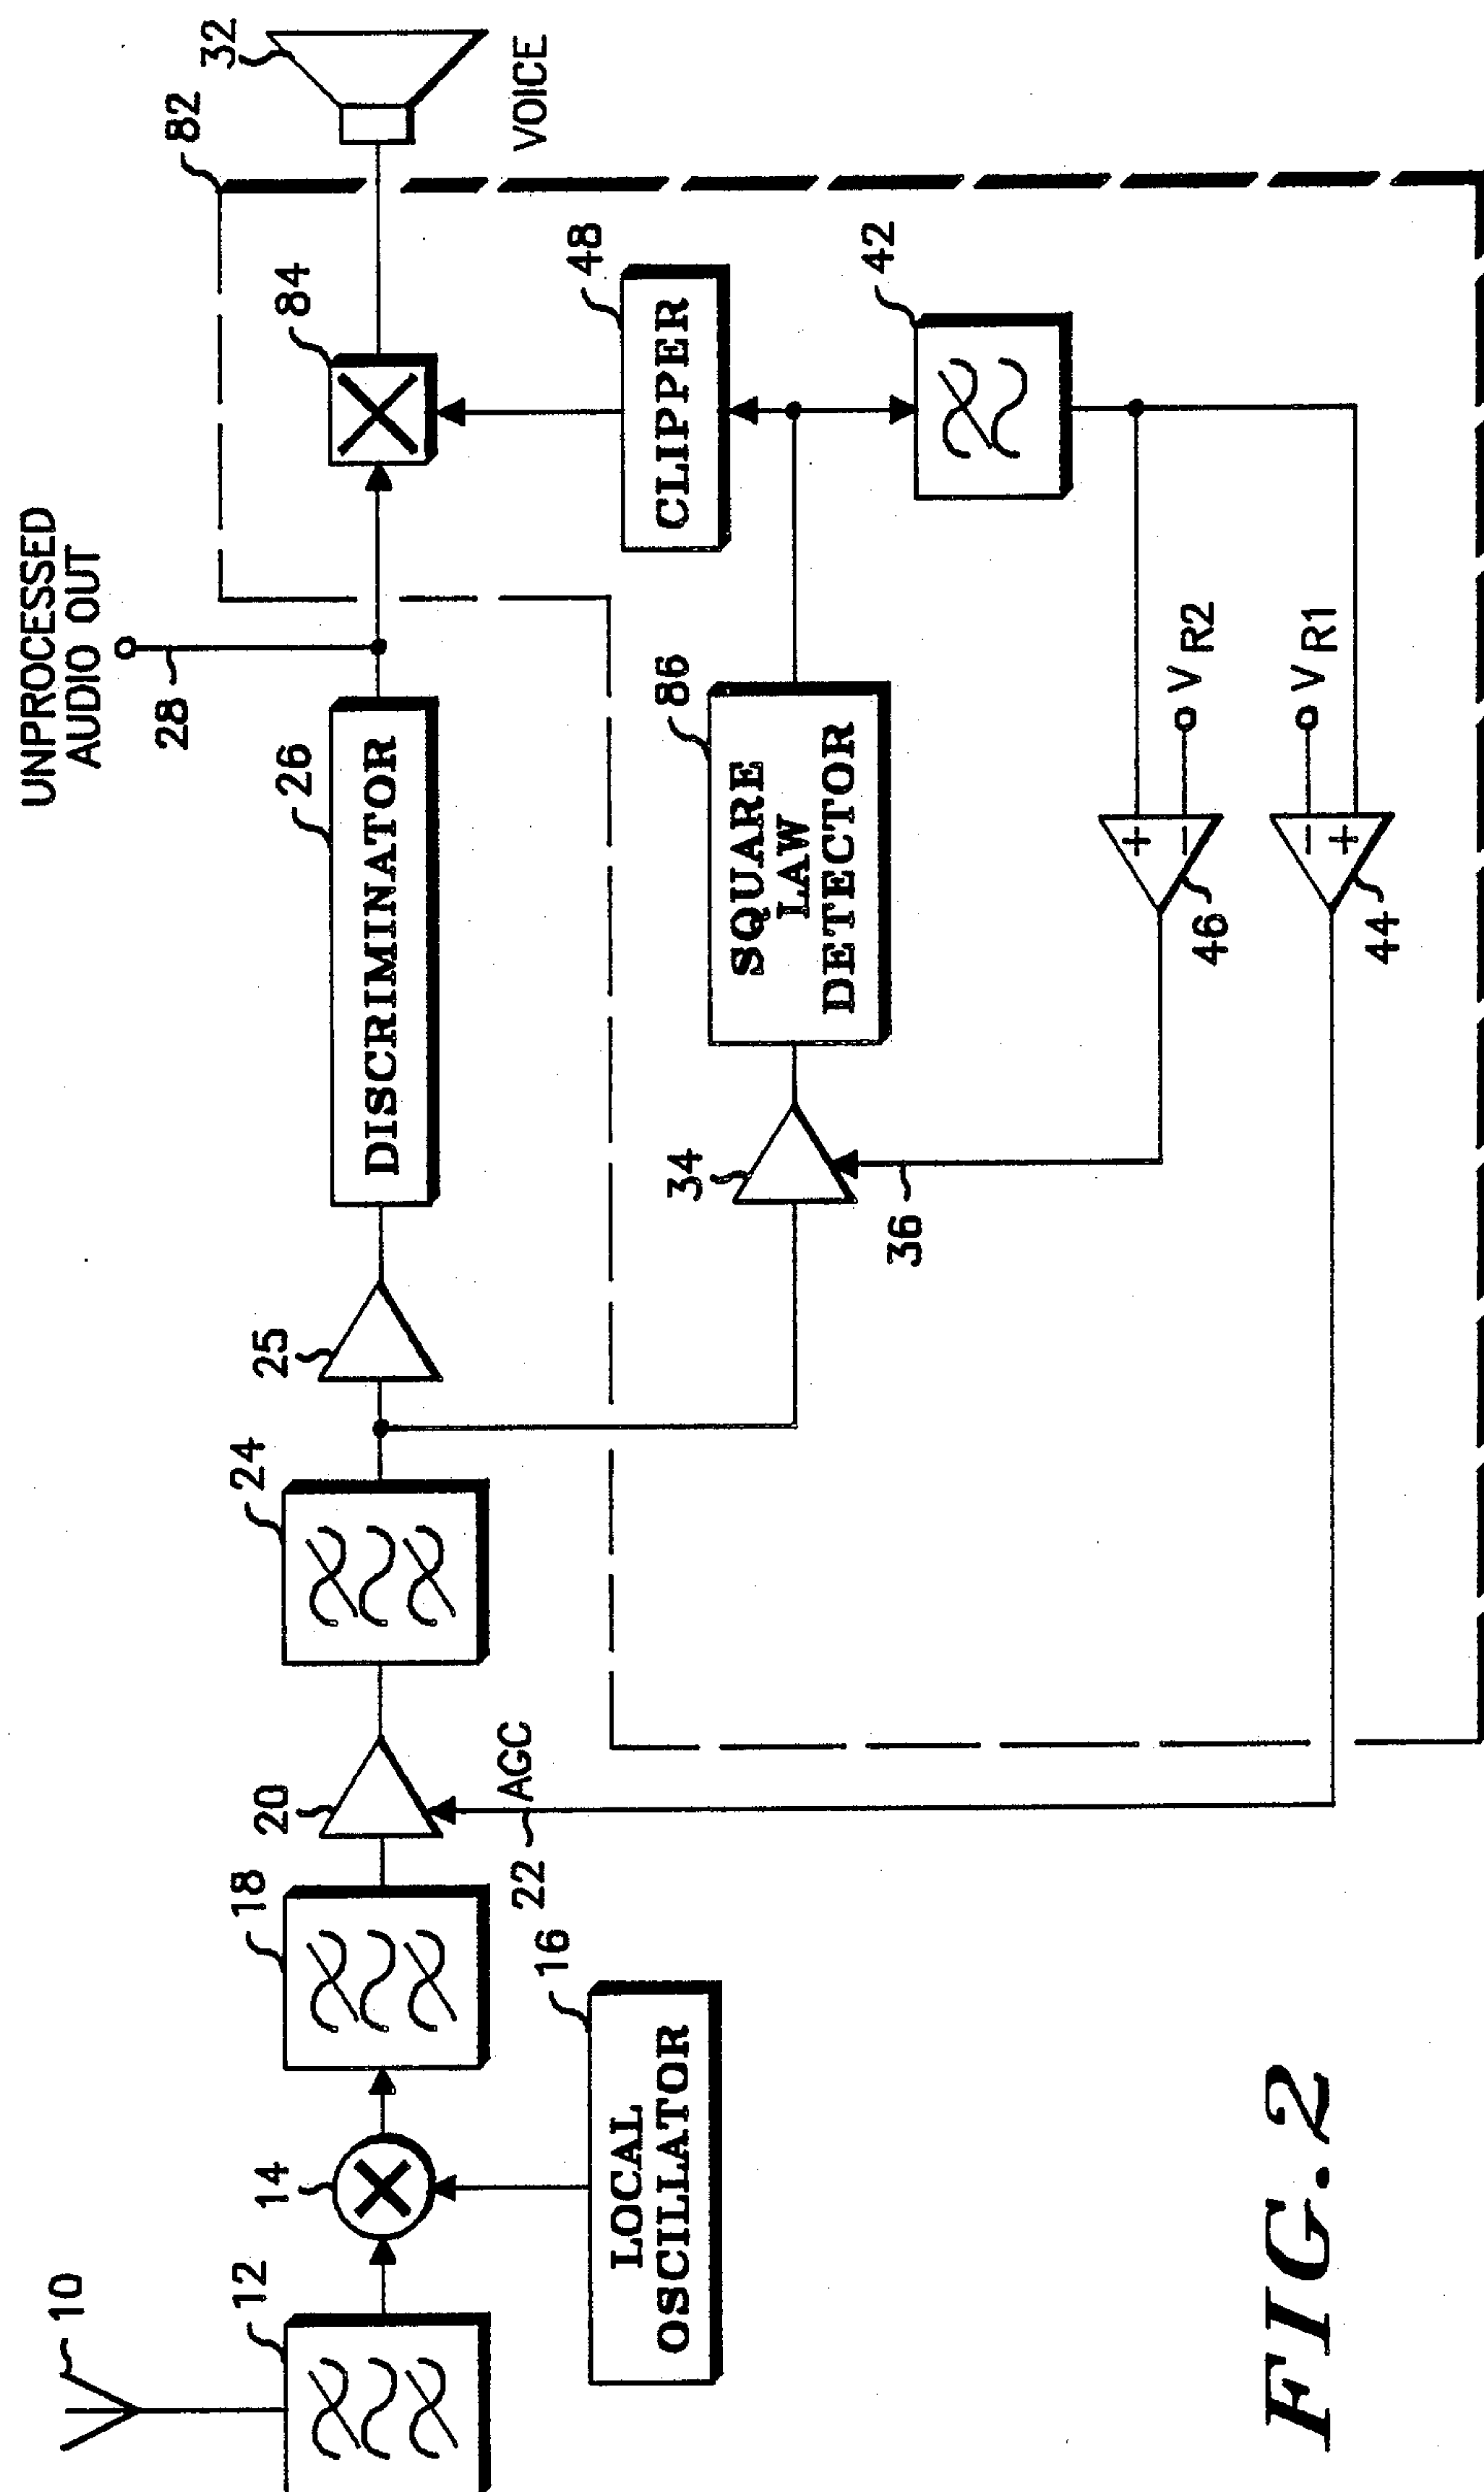 UNPROCESSED
AUDIO OUT
28
82
32
VOICE
84
26
DISCRIMINATOR
25
24
20
18
14
12
10
48
CLIPPER
42
86
SQUARE
LAW
DETECTOR
34
36
V R2
V R1
46
44
AGC
22
16
LOCAL
OSCILLATOR
FIG.2